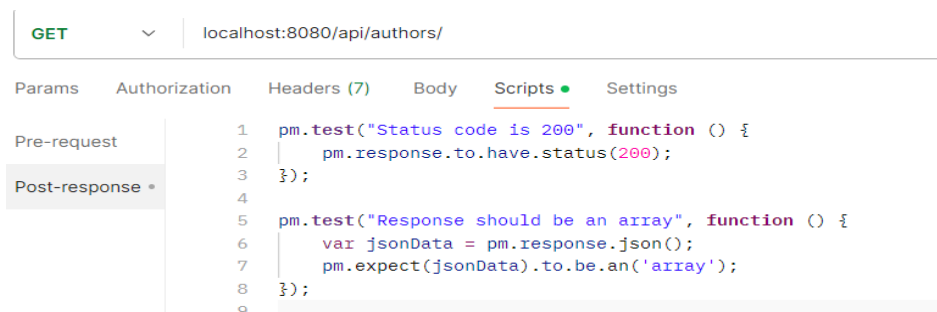 GET localhost:8080/api/authors/
Params Authorization Headers (7) Body Scripts Settings
Pre-request
Post-response
1 pm.test("Status code is 200", function () {
2 pm.response.to.have.status(200);
3 });
4
5 pm.test("Response should be an array", function () {
6 var jsonData = pm.response.json();
7 pm.expect(jsonData).to.be.an('array');
8 });
9